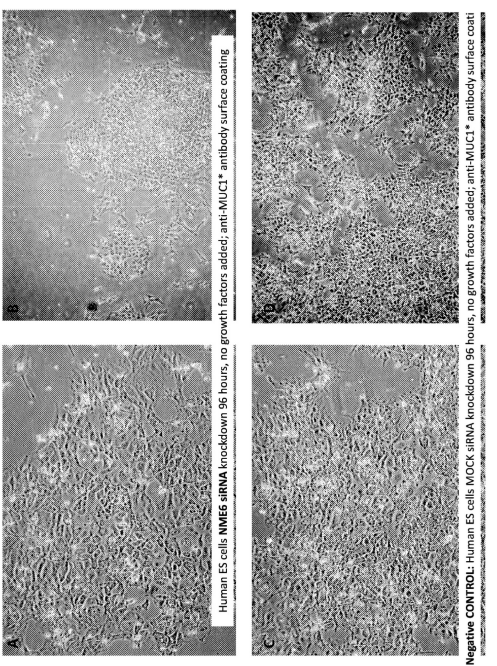 A
B
Human ES cells NME6 siRNA knockdown 96 hours, no growth factors added; anti-MUC1* antibody surface coating
C
D
Negative CONTROL: Human ES cells MOCK siRNA knockdown 96 hours, no growth factors added; anti-MUC1* antibody surface coati